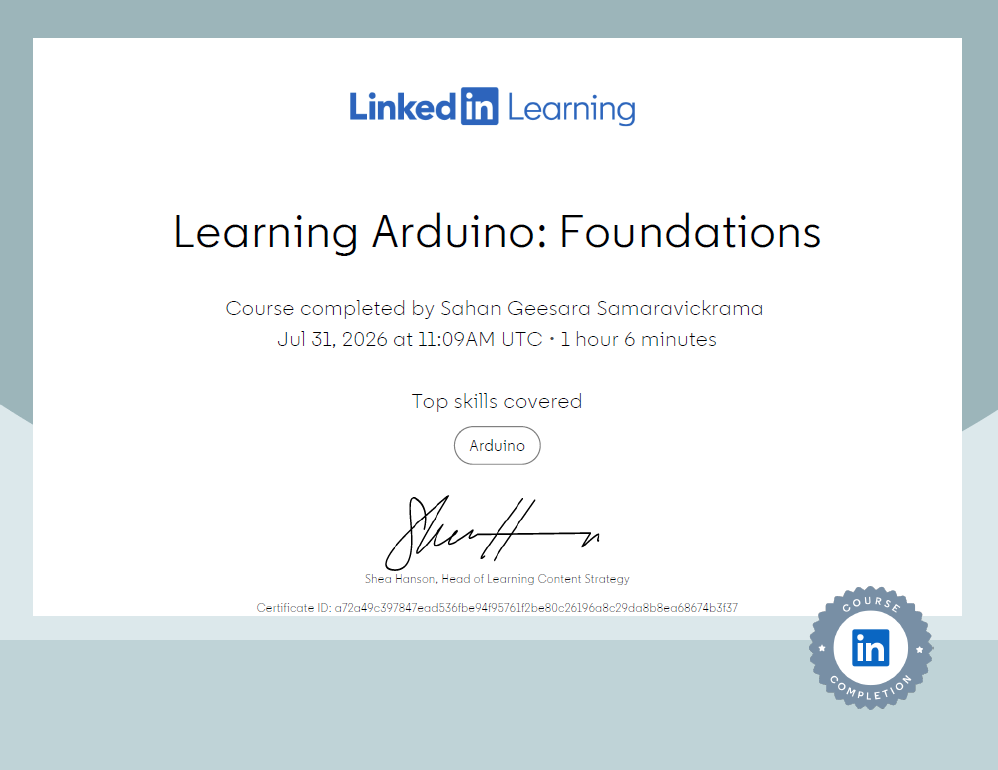 Linked in Learning
Learning Arduino: Foundations
Course completed by Sahan Geesara Samaravickrama
Jul 31, 2026 at 11:09AM UTC • 1 hour 6 minutes
Top skills covered
Arduino
Shea Hanson, Head of Learning Content Strategy
Certificate ID: a72a49c397847ead536fbe94f95761f2be80c26196a8c29da8b8ea68674b3f37
COURSE
in
COMPLETION